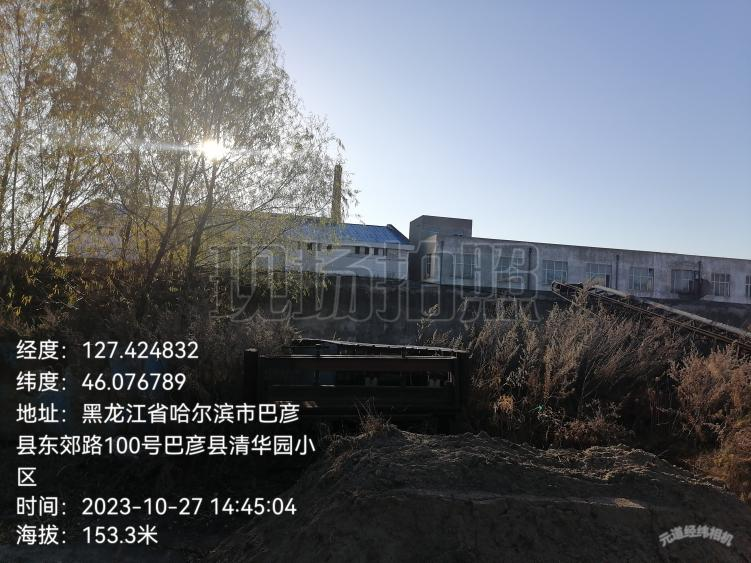 现场拍照
经度：127.424832
纬度：46.076789
地址：黑龙江省哈尔滨市巴彦
县东郊路100号巴彦县清华园小
区
时间：2023-10-27 14:45:04
海拔：153.3米
元道经纬相机